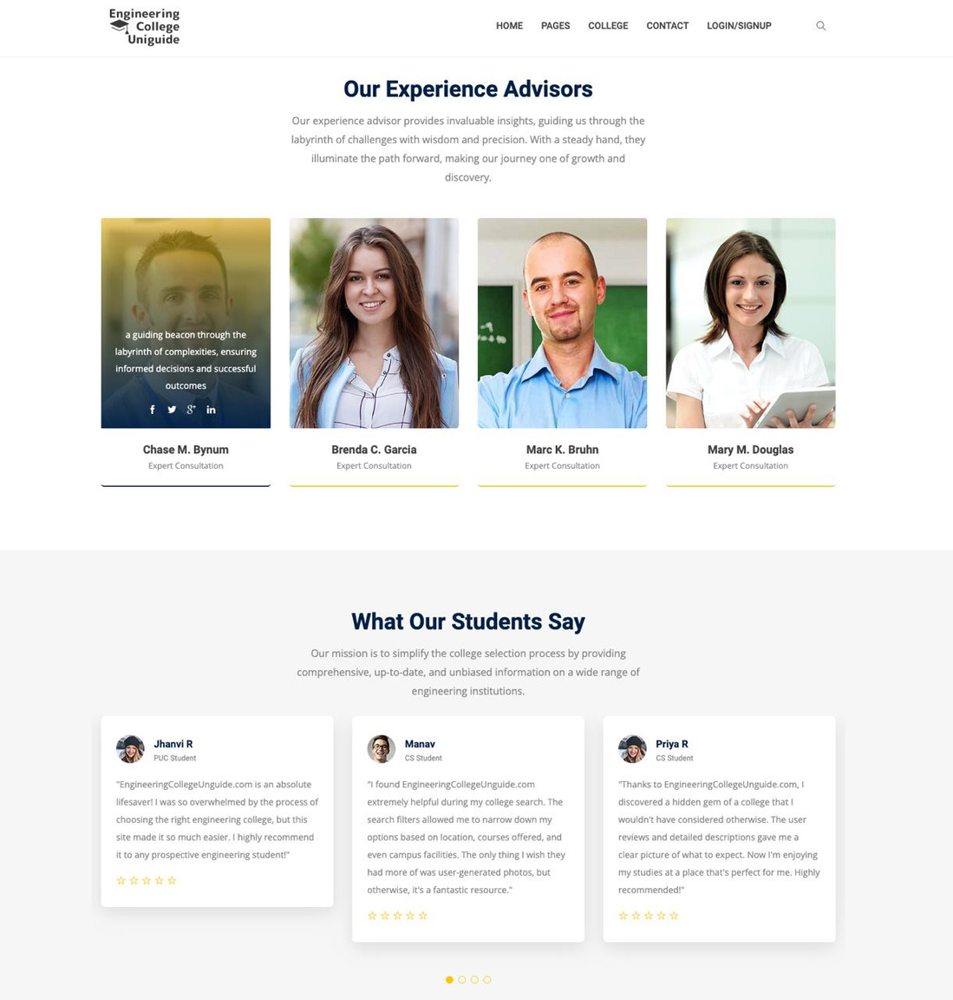 Engineering
College
Uniguide
HOME PAGES COLLEGE CONTACT LOGIN/SIGNUP
Our Experience Advisors
Our experience advisor provides invaluable insights, guiding us through the
labyrinth of challenges with wisdom and precision. With a steady hand, they
illuminate the path forward, making our journey one of growth and
discovery.
a guiding beacon through the
labyrinth of complexities, ensuring
informed decisions and successful
outcomes
Chase M. Bynum
Expert Consultation
Brenda C. Garcia
Expert Consultation
Marc K. Bruhn
Expert Consultation
Mary M. Douglas
Expert Consultation
What Our Students Say
Our mission is to simplify the college selection process by providing
comprehensive, up-to-date, and unbiased information on a wide range of
engineering institutions.
Jhanvi R
PUC Student
"EngineeringCollegeUnguide.com is an absolute
lifesaver! I was so overwhelmed by the process of
choosing the right engineering college, but this
site made it so much easier. I highly recommend
it to any prospective engineering student!"
Manav
CS Student
"I found EngineeringCollegeUnguide.com
extremely helpful during my college search. The
search filters allowed me to narrow down my
options based on location, courses offered, and
even campus facilities. The only thing I wish they
had more of was user-generated photos, but
otherwise, it's a fantastic resource."
Priya R
CS Student
"Thanks to EngineeringCollegeUnguide.com, I
discovered a hidden gem of a college that I
wouldn't have considered otherwise. The user
reviews and detailed descriptions gave me a
clear picture of what to expect. Now I'm enjoying
my studies at a place that's perfect for me. Highly
recommended!"